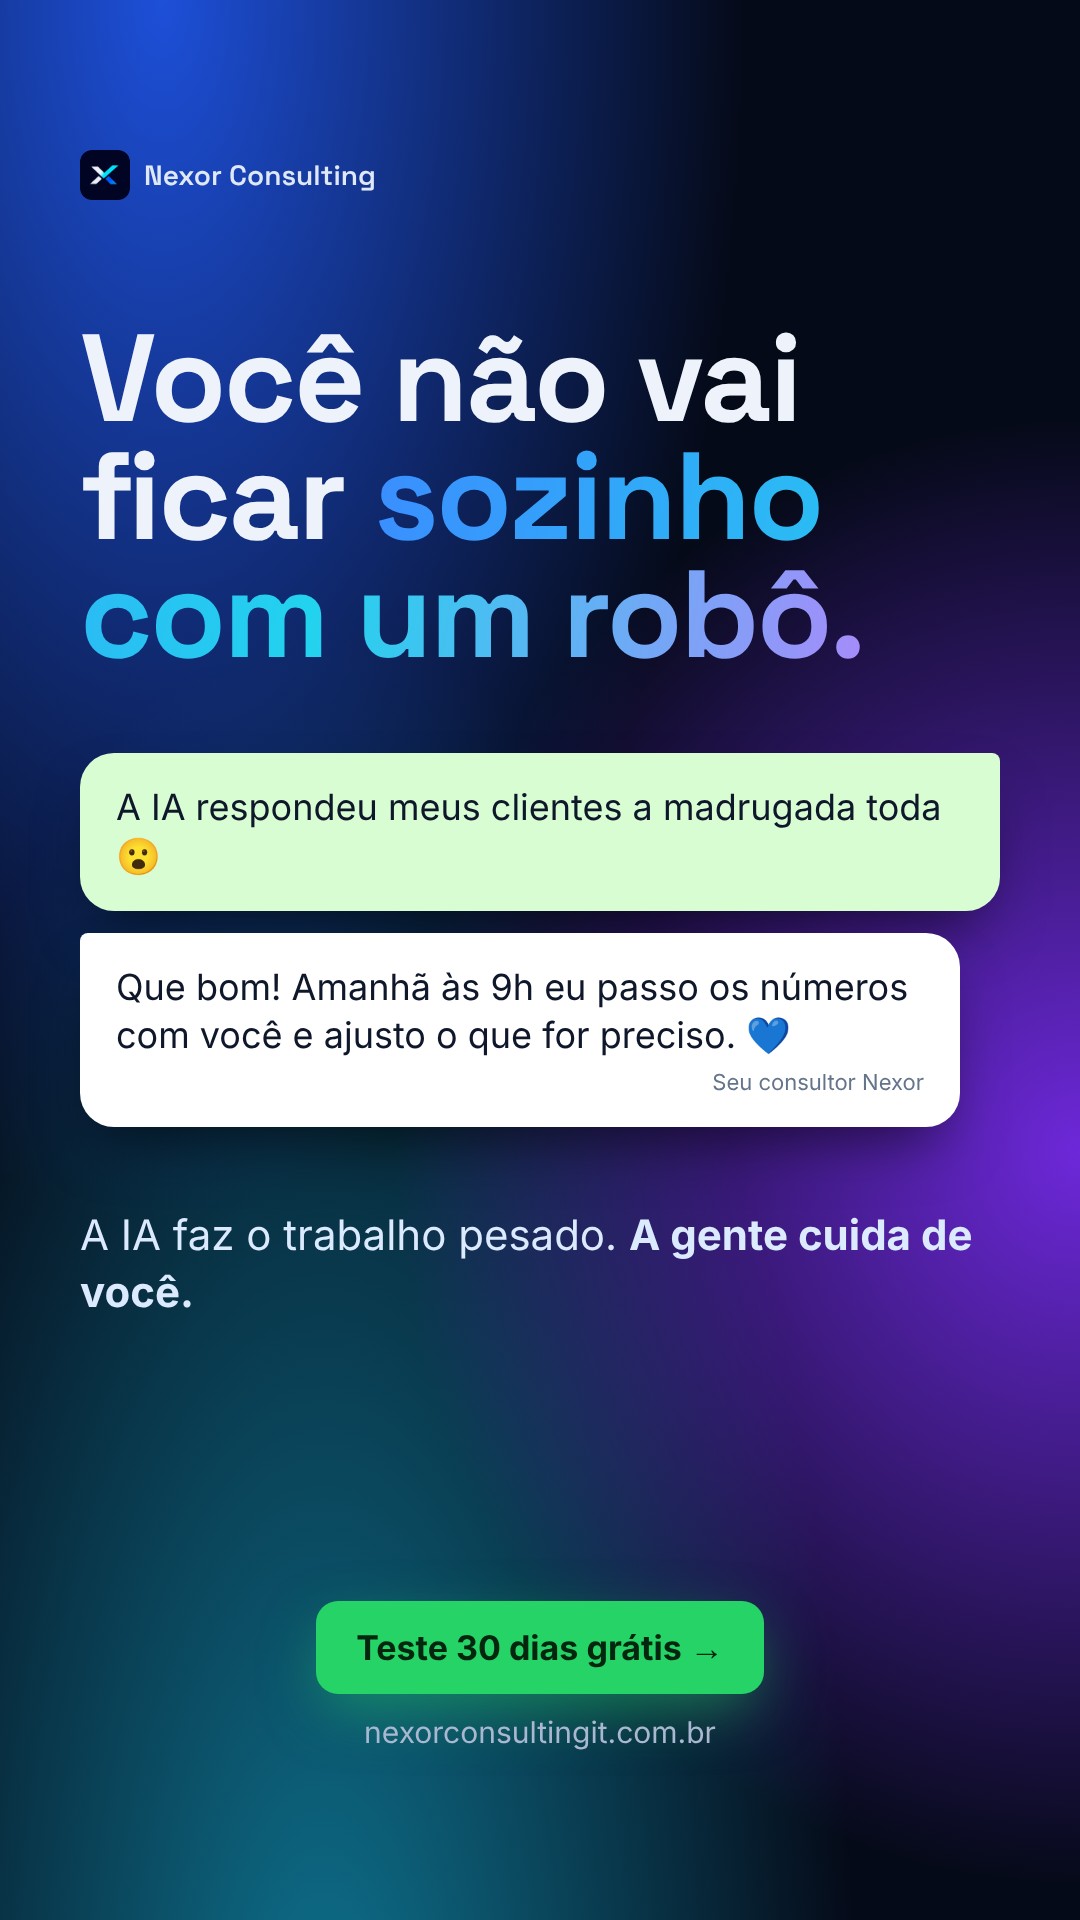 Nexor Consulting
Você não vai
ficar sozinho
com um robô.
A IA respondeu meus clientes a madrugada toda
😮
Que bom! Amanhã às 9h eu passo os números
com você e ajusto o que for preciso. 💙
Seu consultor Nexor
A IA faz o trabalho pesado. A gente cuida de
você.
Teste 30 dias grátis →
nexorconsultingit.com.br